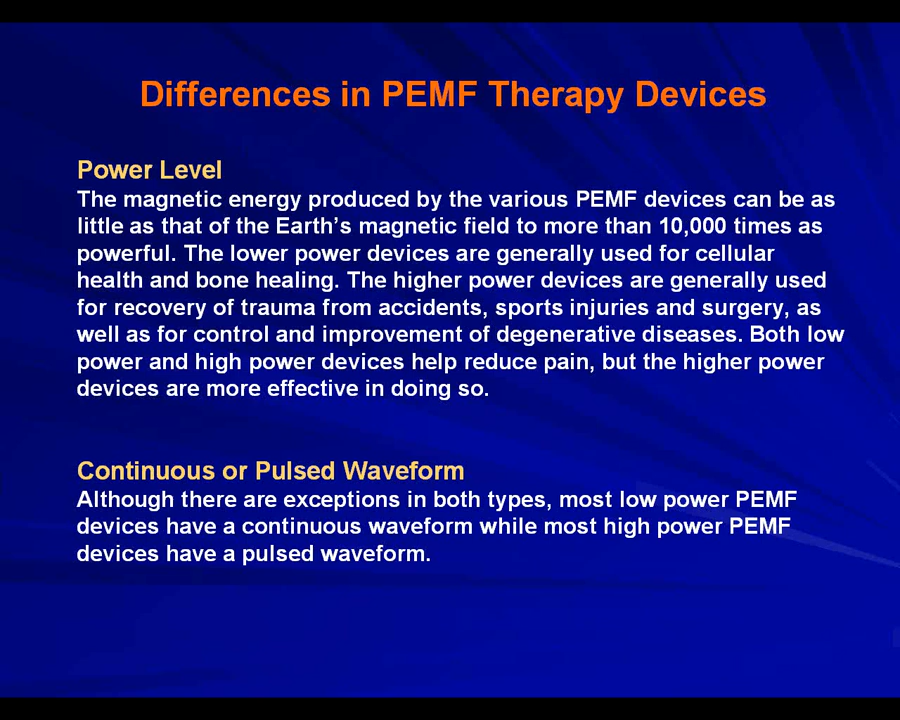 Differences in PEMF Therapy Devices
Power Level
The magnetic energy produced by the various PEMF devices can be as
little as that of the Earth’s magnetic field to more than 10,000 times as
powerful. The lower power devices are generally used for cellular
health and bone healing. The higher power devices are generally used
for recovery of trauma from accidents, sports injuries and surgery, as
well as for control and improvement of degenerative diseases. Both low
power and high power devices help reduce pain, but the higher power
devices are more effective in doing so.
Continuous or Pulsed Waveform
Although there are exceptions in both types, most low power PEMF
devices have a continuous waveform while most high power PEMF
devices have a pulsed waveform.